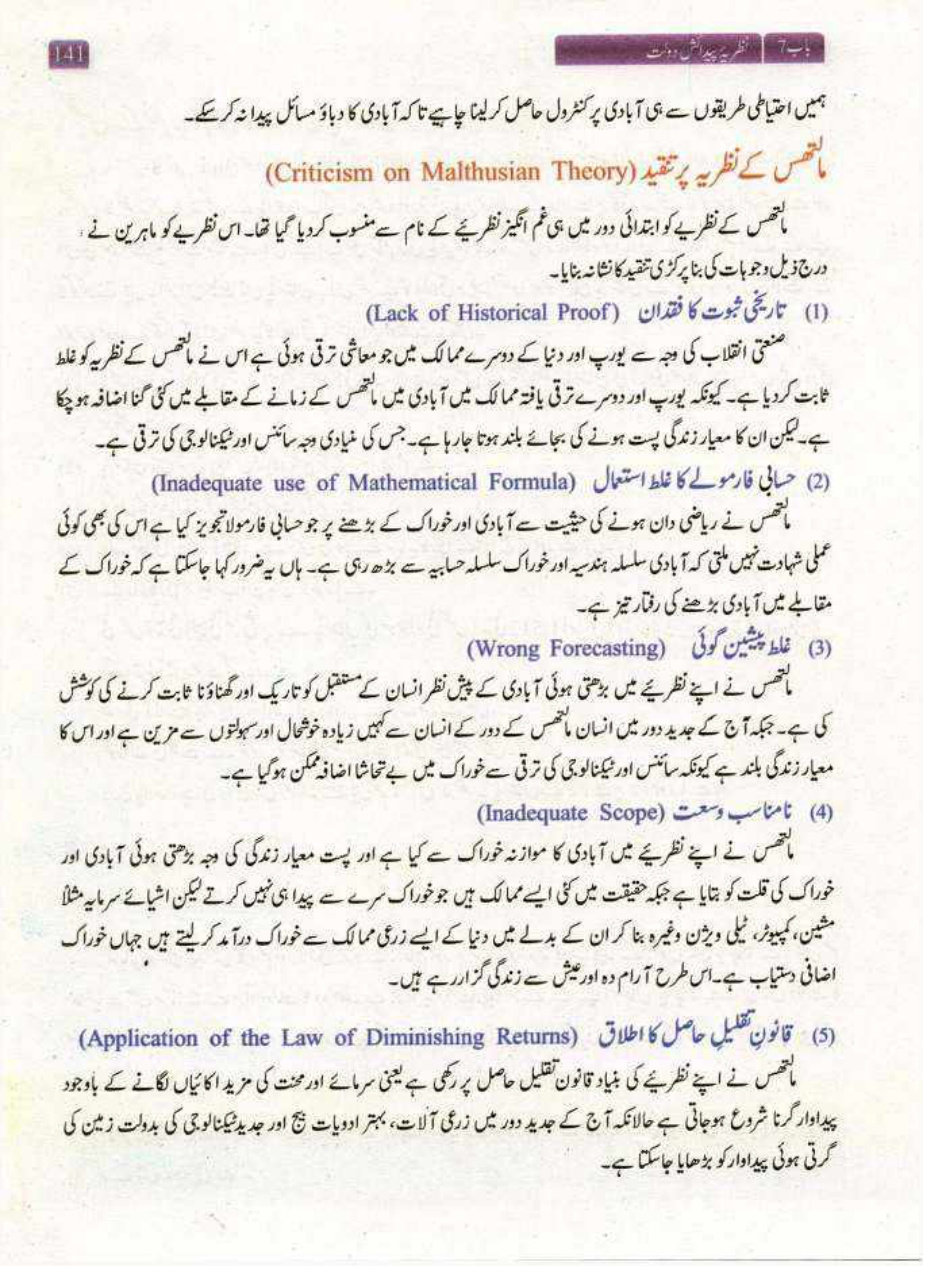 141
باب 7 نظریۂ پیدائش دولت
ہمیں احتیاطی طریقوں سے ہی آبادی پر کنٹرول حاصل کر لینا چاہیے تاکہ آبادی کا دباؤ مسائل پیدا نہ کر سکے۔
مالتھس کے نظریہ پر تنقید (Criticism on Malthusian Theory)
مالتھس کے نظریے کو ابتدائی دور میں ہی غم انگیز نظریئے کے نام سے منسوب کر دیا گیا تھا۔ اس نظریے کو ماہرین نے
درج ذیل وجوہات کی بنا پر کڑی تنقید کا نشانہ بنایا۔
(1) تاریخی ثبوت کا فقدان (Lack of Historical Proof)
صنعتی انقلاب کی وجہ سے یورپ اور دنیا کے دوسرے ممالک میں جو معاشی ترقی ہوئی ہے اس نے مالتھس کے نظریہ کو غلط
ثابت کر دیا ہے۔ کیونکہ یورپ اور دوسرے ترقی یافتہ ممالک میں آبادی میں مالتھس کے زمانے کے مقابلے میں کئی گنا اضافہ ہو چکا
ہے۔ لیکن ان کا معیار زندگی پست ہونے کی بجائے بلند ہوتا جا رہا ہے۔ جس کی بنیادی وجہ سائنس اور ٹیکنالوجی کی ترقی ہے۔
(2) حسابی فارمولے کا غلط استعمال (Inadequate use of Mathematical Formula)
مالتھس نے ریاضی دان ہونے کی حیثیت سے آبادی اور خوراک کے بڑھنے پر جو حسابی فارمولا تجویز کیا ہے اس کی بھی کوئی
عملی شہادت نہیں ملتی کہ آبادی سلسلہ ہندسیہ اور خوراک سلسلہ حسابیہ سے بڑھ رہی ہے۔ ہاں یہ ضرور کہا جا سکتا ہے کہ خوراک کے
مقابلے میں آبادی بڑھنے کی رفتار تیز ہے۔
(3) غلط پیشین گوئی (Wrong Forecasting)
مالتھس نے اپنے نظریئے میں بڑھتی ہوئی آبادی کے پیش نظر انسان کے مستقبل کو تاریک اور گھناؤنا ثابت کرنے کی کوشش
کی ہے۔ جبکہ آج کے جدید دور میں انسان مالتھس کے دور کے انسان سے کہیں زیادہ خوشحال اور سہولتوں سے مزین ہے اور اس کا
معیار زندگی بلند ہے کیونکہ سائنس اور ٹیکنالوجی کی ترقی سے خوراک میں بے تحاشا اضافہ ممکن ہو گیا ہے۔
(4) نامناسب وسعت (Inadequate Scope)
مالتھس نے اپنے نظریئے میں آبادی کا موازنہ خوراک سے کیا ہے اور پست معیار زندگی کی وجہ بڑھتی ہوئی آبادی اور
خوراک کی قلت کو بتایا ہے جبکہ حقیقت میں کئی ایسے ممالک ہیں جو خوراک سرے سے پیدا ہی نہیں کرتے لیکن اشیائے سرمایہ مثلاً
مشین، کمپیوٹر، ٹیلی ویژن وغیرہ بنا کر ان کے بدلے میں دنیا کے ایسے زرعی ممالک سے خوراک درآمد کر لیتے ہیں جہاں خوراک
اضافی دستیاب ہے۔ اس طرح آرام دہ اور عیش سے زندگی گزار رہے ہیں۔
(5) قانونِ تقلیلِ حاصل کا اطلاق (Application of the Law of Diminishing Returns)
مالتھس نے اپنے نظریئے کی بنیاد قانون تقلیل حاصل پر رکھی ہے یعنی سرمائے اور محنت کی مزید اکائیاں لگانے کے باوجود
پیداوار گرنا شروع ہو جاتی ہے حالانکہ آج کے جدید دور میں زرعی آلات، بہتر ادویات بیج اور جدید ٹیکنالوجی کی بدولت زمین کی
گرتی ہوئی پیداوار کو بڑھایا جا سکتا ہے۔